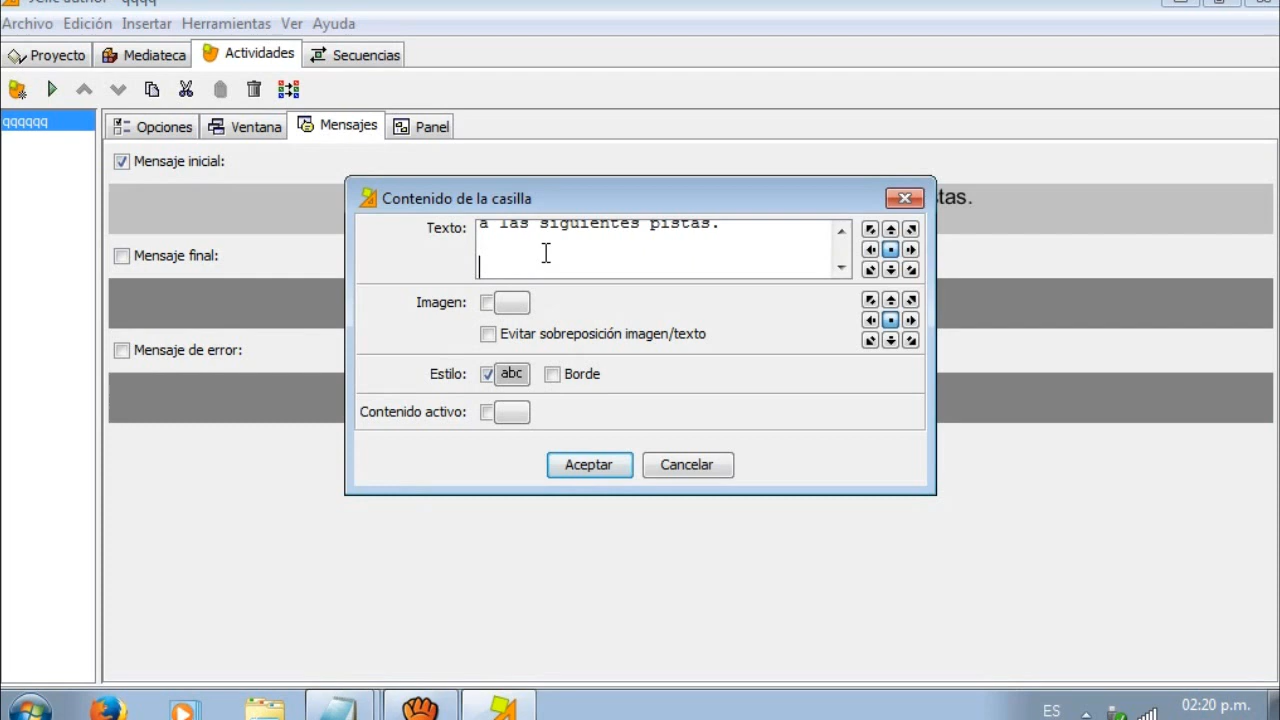 Archivo Edición Insertar Herramientas Ver Ayuda
Proyecto Mediateca Actividades Secuencias
qqqqqq
Opciones Ventana Mensajes Panel
Mensaje inicial:
tas.
Contenido de la casilla
Texto: a las siguientes pistas.
Mensaje final:
Imagen:
Evitar sobreposición imagen/texto
Mensaje de error:
Estilo: abc Borde
Contenido activo:
Aceptar Cancelar
ES 02:20 p.m.